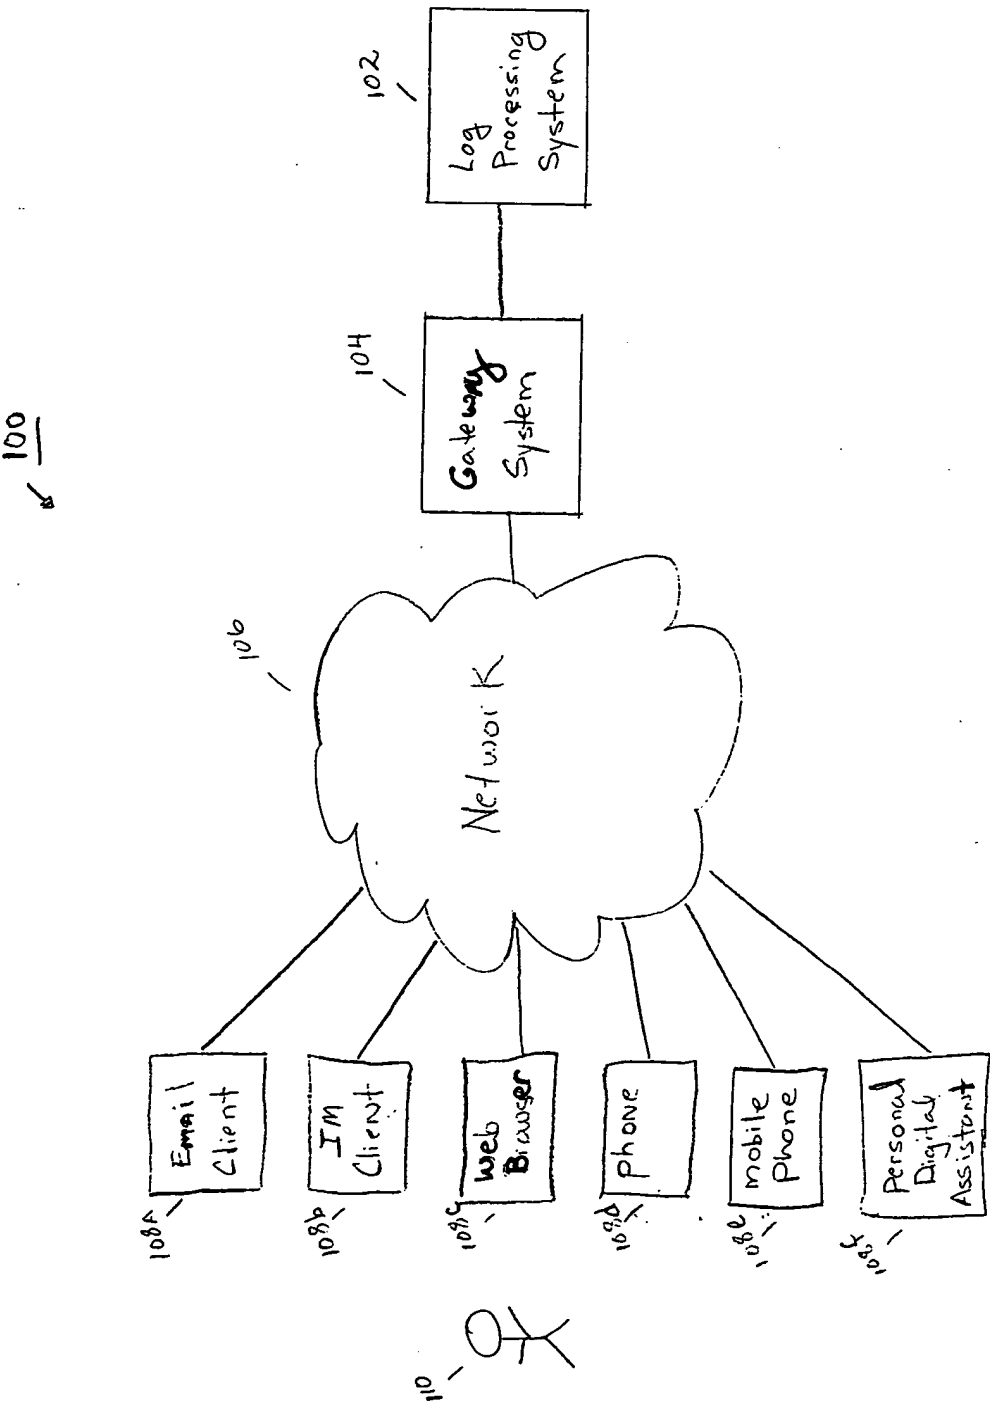 100
110
108a
Email
Client
108b
IM
Client
108c
Web
Browser
108d
Phone
108e
Mobile
Phone
108f
Personal
Digital
Assistant
106
Network
104
Gateway
System
102
Log
Processing
System